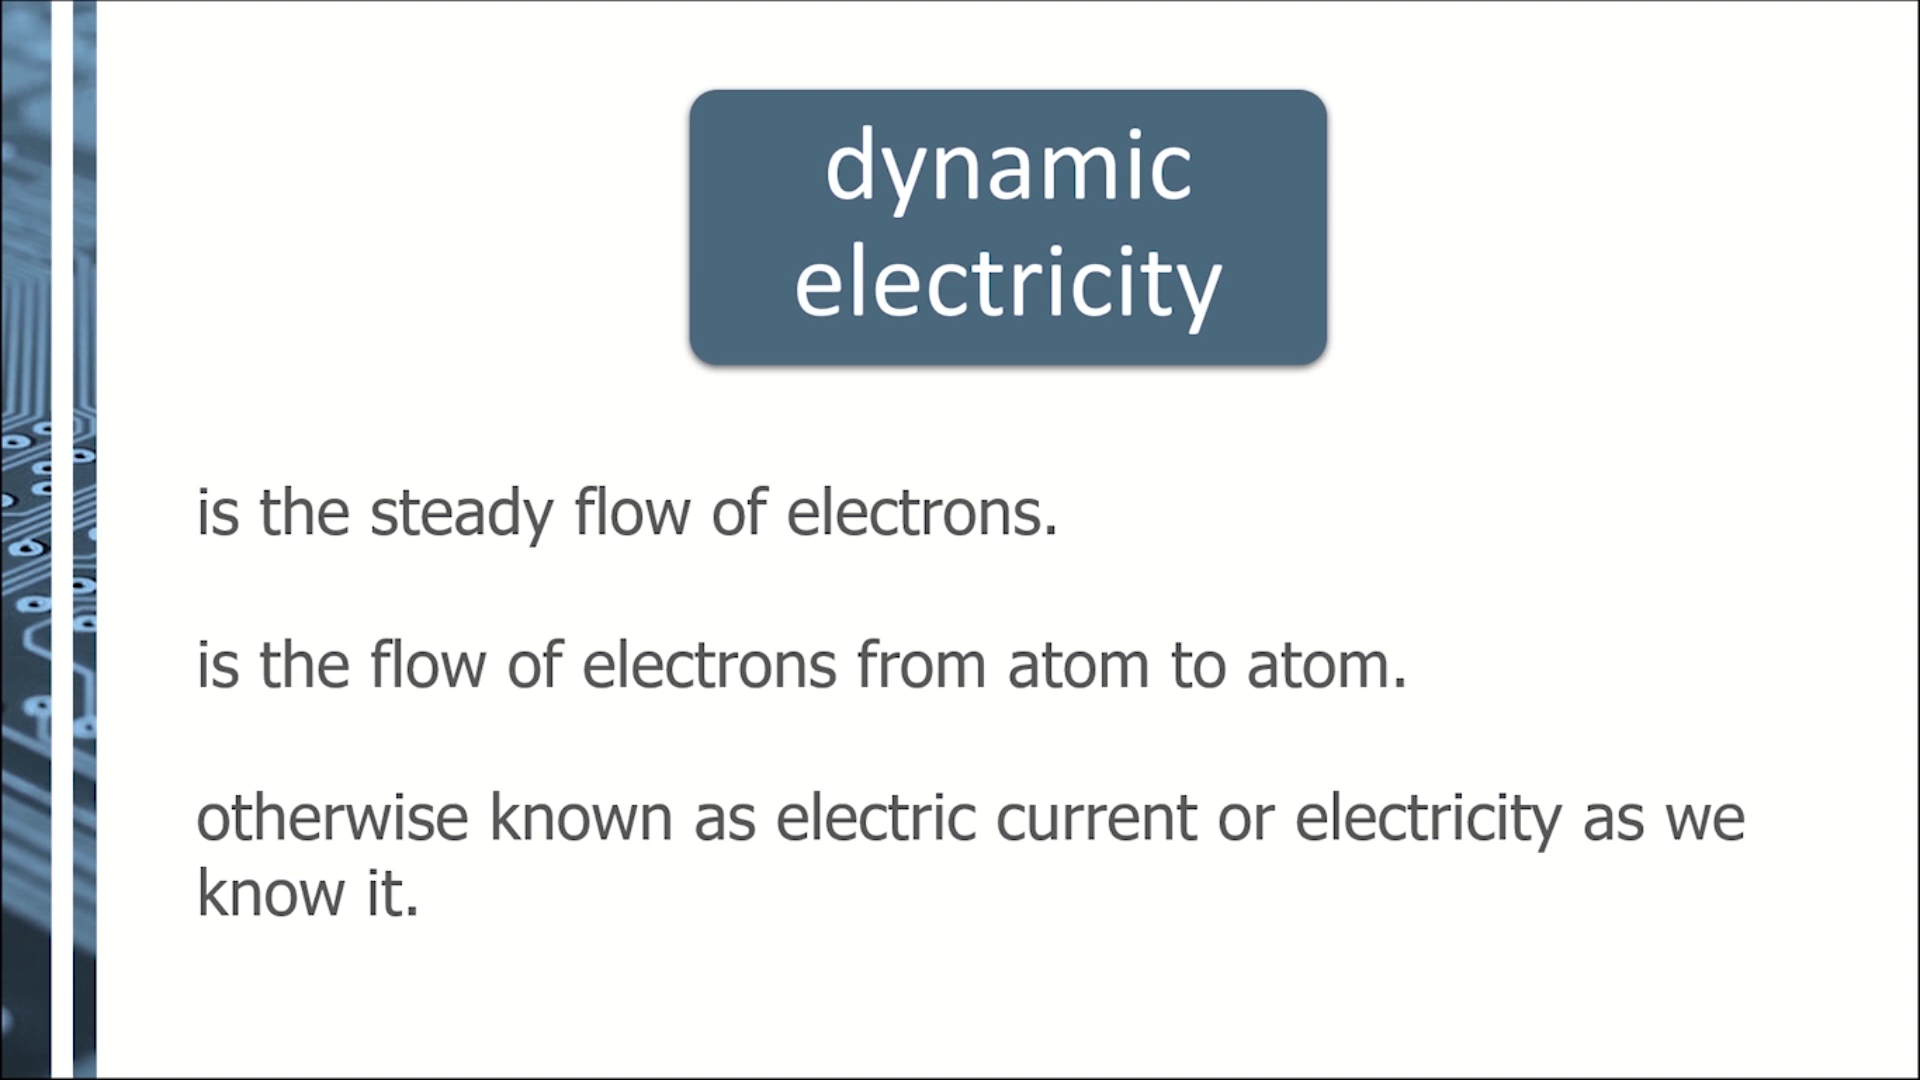 dynamic
electricity
is the steady flow of electrons.
is the flow of electrons from atom to atom.
otherwise known as electric current or electricity as we
know it.